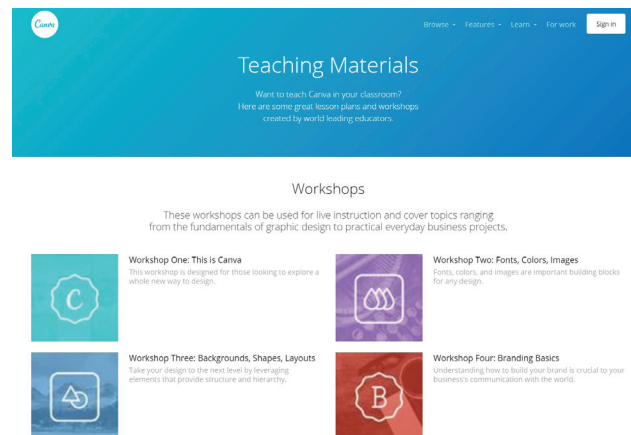 Canva
Browse Features Learn For work Sign in
Teaching Materials
Want to teach Canva in your classroom?
Here are some great lesson plans and workshops
created by world leading educators.
Workshops
These workshops can be used for live instruction and cover topics ranging
from the fundamentals of graphic design to practical everyday business projects.
C
Workshop One: This is Canva
This workshop is designed for those looking to explore a
whole new way to design.
Workshop Two: Fonts, Colors, Images
Fonts, colors, and images are important building blocks
for any design.
Workshop Three: Backgrounds, Shapes, Layouts
Take your design to the next level by leveraging
elements that provide structure and hierarchy.
B
Workshop Four: Branding Basics
Understanding how to build your brand is crucial to your
business's communication with the world.